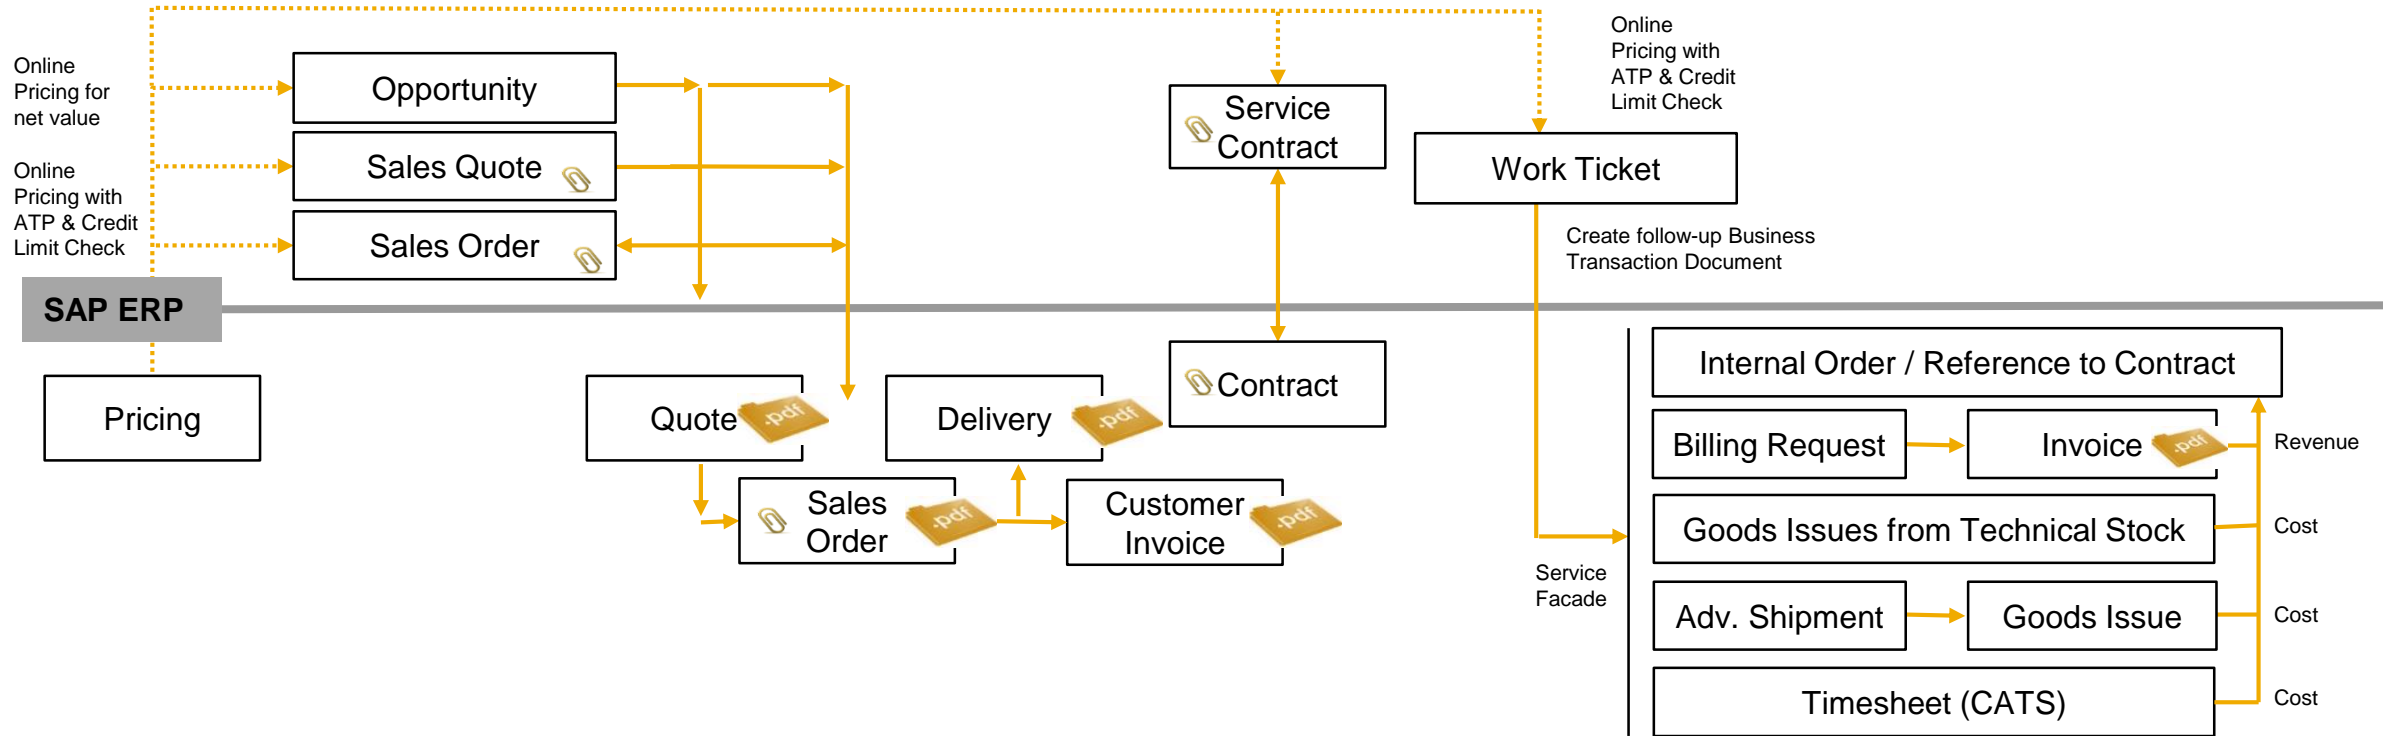 Online
Pricing for
net value
Online
Pricing with
ATP & Credit
Limit Check
Opportunity
Sales Quote
Sales Order
Service
Contract
Online
Pricing with
ATP & Credit
Limit Check
Work Ticket
Create follow-up Business
Transaction Document
SAP ERP
Pricing
Quote
.pdf
Delivery
.pdf
Contract
Sales
Order
.pdf
Customer
Invoice
.pdf
Service
Facade
Internal Order / Reference to Contract
Billing Request
Invoice
.pdf
Revenue
Goods Issues from Technical Stock
Cost
Adv. Shipment
Goods Issue
Cost
Timesheet (CATS)
Cost